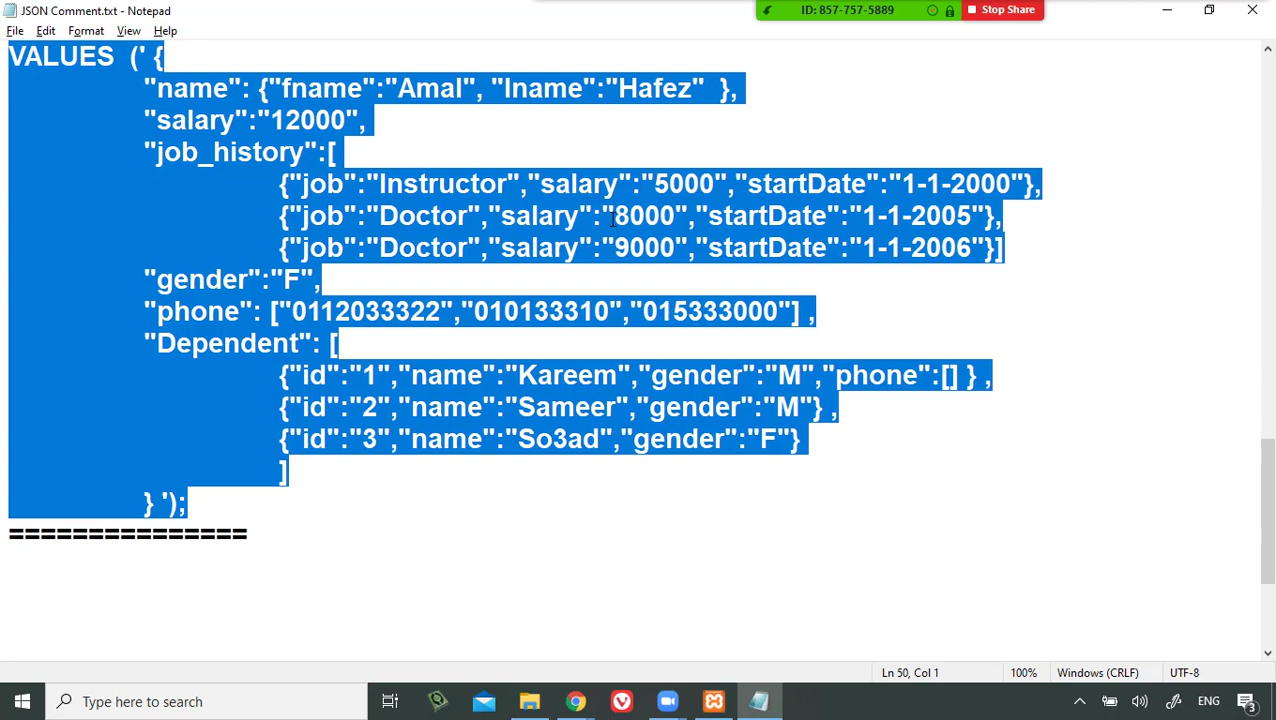 JSON Comment.txt - Notepad
ID: 857-757-5889
Stop Share
File Edit Format View Help
VALUES (' {
"name": {"fname":"Amal", "lname":"Hafez" },
"salary":"12000",
"job_history":[
{"job":"Instructor","salary":"5000","startDate":"1-1-2000"},
{"job":"Doctor","salary":"8000","startDate":"1-1-2005"},
{"job":"Doctor","salary":"9000","startDate":"1-1-2006"}]
"gender":"F",
"phone": ["0112033322","010133310","015333000"] ,
"Dependent": [
{"id":"1","name":"Kareem","gender":"M","phone":[] } ,
{"id":"2","name":"Sameer","gender":"M"} ,
{"id":"3","name":"So3ad","gender":"F"}
]
} ');
===============
Ln 50, Col 1 100% Windows (CRLF) UTF-8
Type here to search
ENG
3